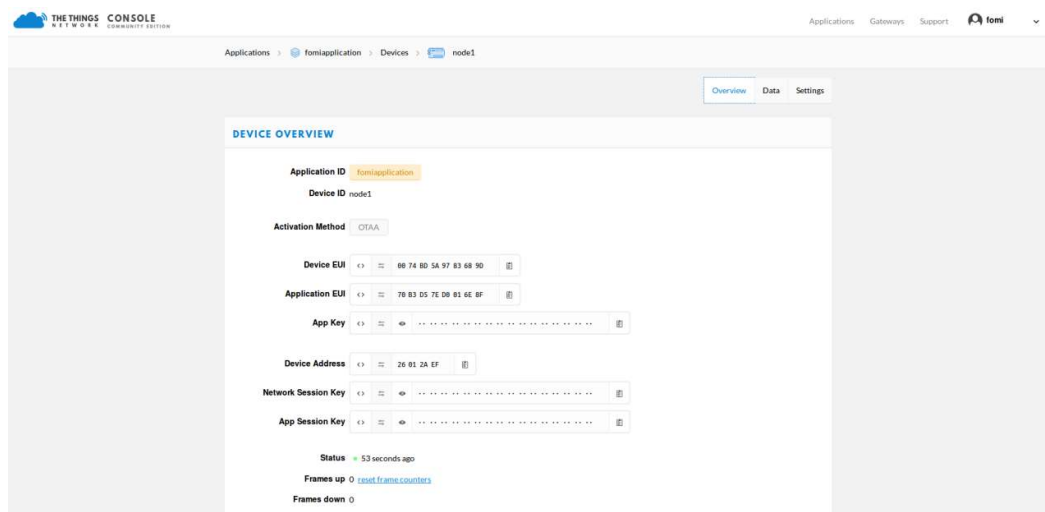 THE THINGS CONSOLE
NETWORK COMMUNITY EDITION
Applications Gateways Support fomi
Applications > fomiapplication > Devices > node1
Overview Data Settings
DEVICE OVERVIEW
Application ID fomiapplication
Device ID node1
Activation Method OTAA
Device EUI <> 00 74 BD 5A 97 83 68 9D
Application EUI <> 70 B3 D5 7E D0 01 6E 8F
App Key <> ·· ·· ·· ·· ·· ·· ·· ·· ·· ·· ·· ·· ·· ·· ·· ··
Device Address <> 26 01 2A EF
Network Session Key <> ·· ·· ·· ·· ·· ·· ·· ·· ·· ·· ·· ·· ·· ·· ·· ··
App Session Key <> ·· ·· ·· ·· ·· ·· ·· ·· ·· ·· ·· ·· ·· ·· ·· ··
Status 53 seconds ago
Frames up 0 reset frame counters
Frames down 0